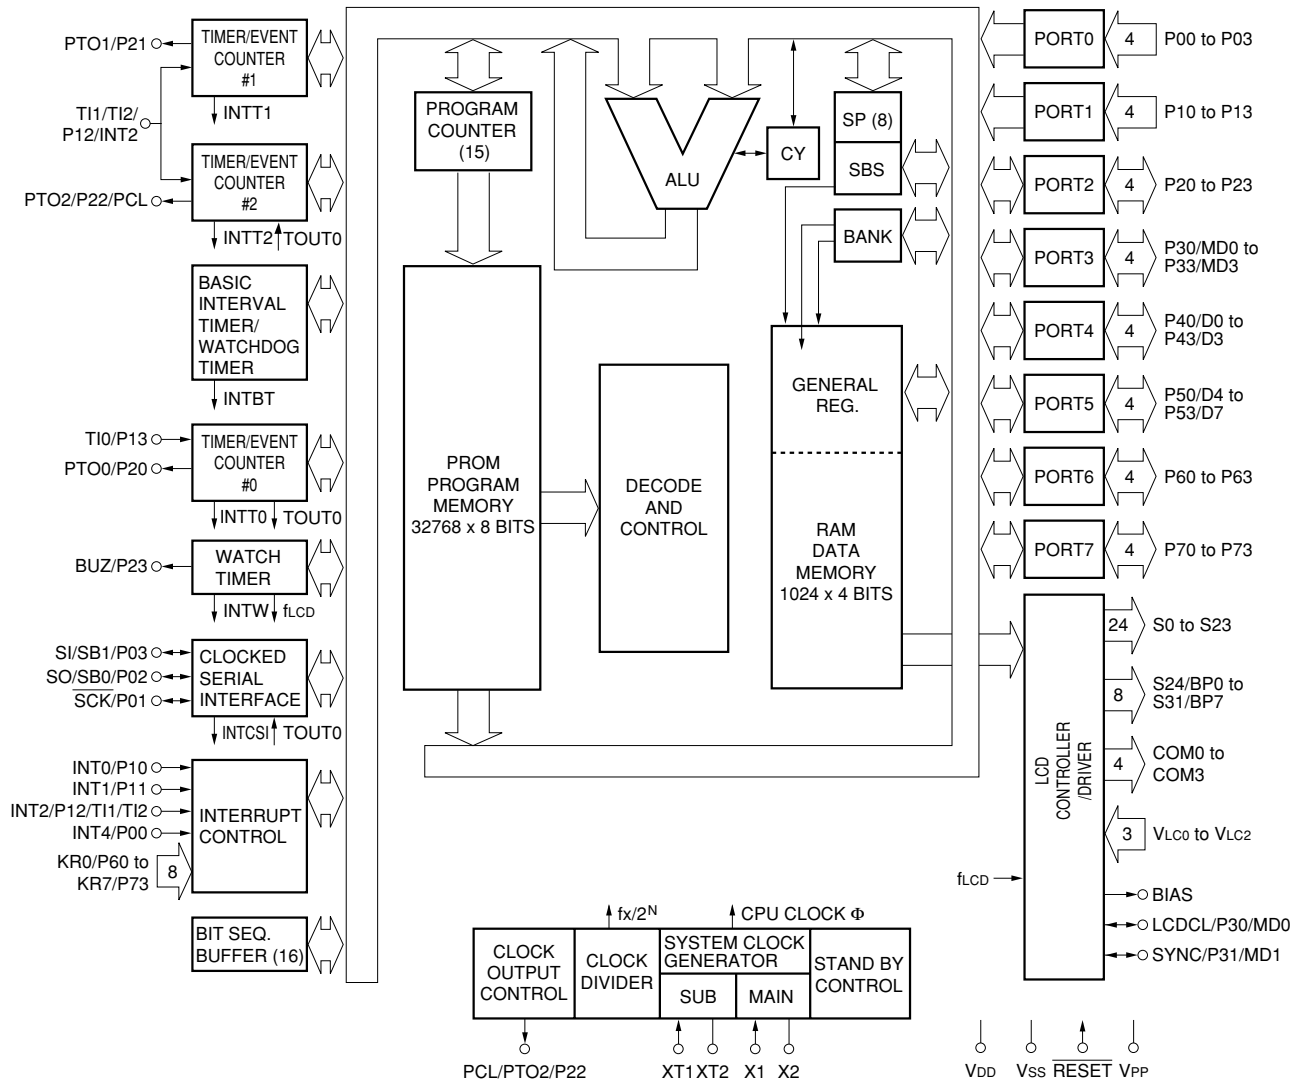 PTO1/P21
TIMER/EVENT
COUNTER
#1
TI1/TI2/
P12/INT2
INTT1
TIMER/EVENT
COUNTER
#2
PTO2/P22/PCL
INTT2
TOUT0
BASIC
INTERVAL
TIMER/
WATCHDOG
TIMER
INTBT
TI0/P13
PTO0/P20
TIMER/EVENT
COUNTER
#0
INTT0
TOUT0
BUZ/P23
WATCH
TIMER
INTW
fLCD
SI/SB1/P03
SO/SB0/P02
SCK/P01
CLOCKED
SERIAL
INTERFACE
INTCSI
TOUT0
INT0/P10
INT1/P11
INT2/P12/TI1/TI2
INT4/P00
KR0/P60 to
KR7/P73
8
INTERRUPT
CONTROL
BIT SEQ.
BUFFER (16)
PROGRAM
COUNTER
(15)
ALU
CY
SP (8)
SBS
BANK
PROM
PROGRAM
MEMORY
32768 x 8 BITS
DECODE
AND
CONTROL
GENERAL
REG.
RAM
DATA
MEMORY
1024 x 4 BITS
fx/2N
CPU CLOCK Φ
CLOCK
OUTPUT
CONTROL
CLOCK
DIVIDER
SYSTEM CLOCK
GENERATOR
SUB
MAIN
STAND BY
CONTROL
PCL/PTO2/P22
XT1
XT2
X1
X2
PORT0
4
P00 to P03
PORT1
4
P10 to P13
PORT2
4
P20 to P23
PORT3
4
P30/MD0 to
P33/MD3
PORT4
4
P40/D0 to
P43/D3
PORT5
4
P50/D4 to
P53/D7
PORT6
4
P60 to P63
PORT7
4
P70 to P73
LCD
CONTROLLER
/DRIVER
24
S0 to S23
8
S24/BP0 to
S31/BP7
4
COM0 to
COM3
3
VLC0 to VLC2
fLCD
BIAS
LCDCL/P30/MD0
SYNC/P31/MD1
VDD
VSS
RESET
VPP